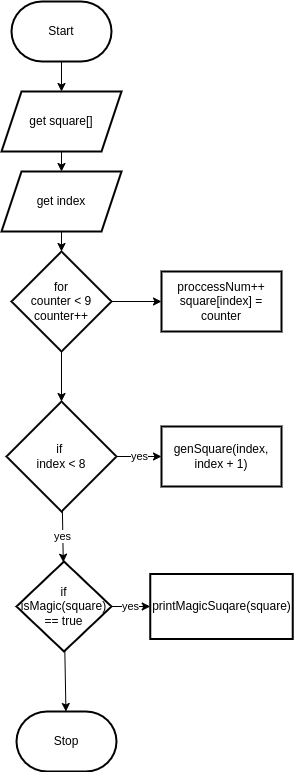 Start
get square[]
get index
for
counter < 9
counter++
proccessNum++
square[index] =
counter
if
index < 8
yes
genSquare(index,
index + 1)
yes
if
isMagic(square)
== true
yes
printMagicSuqare(square)
Stop